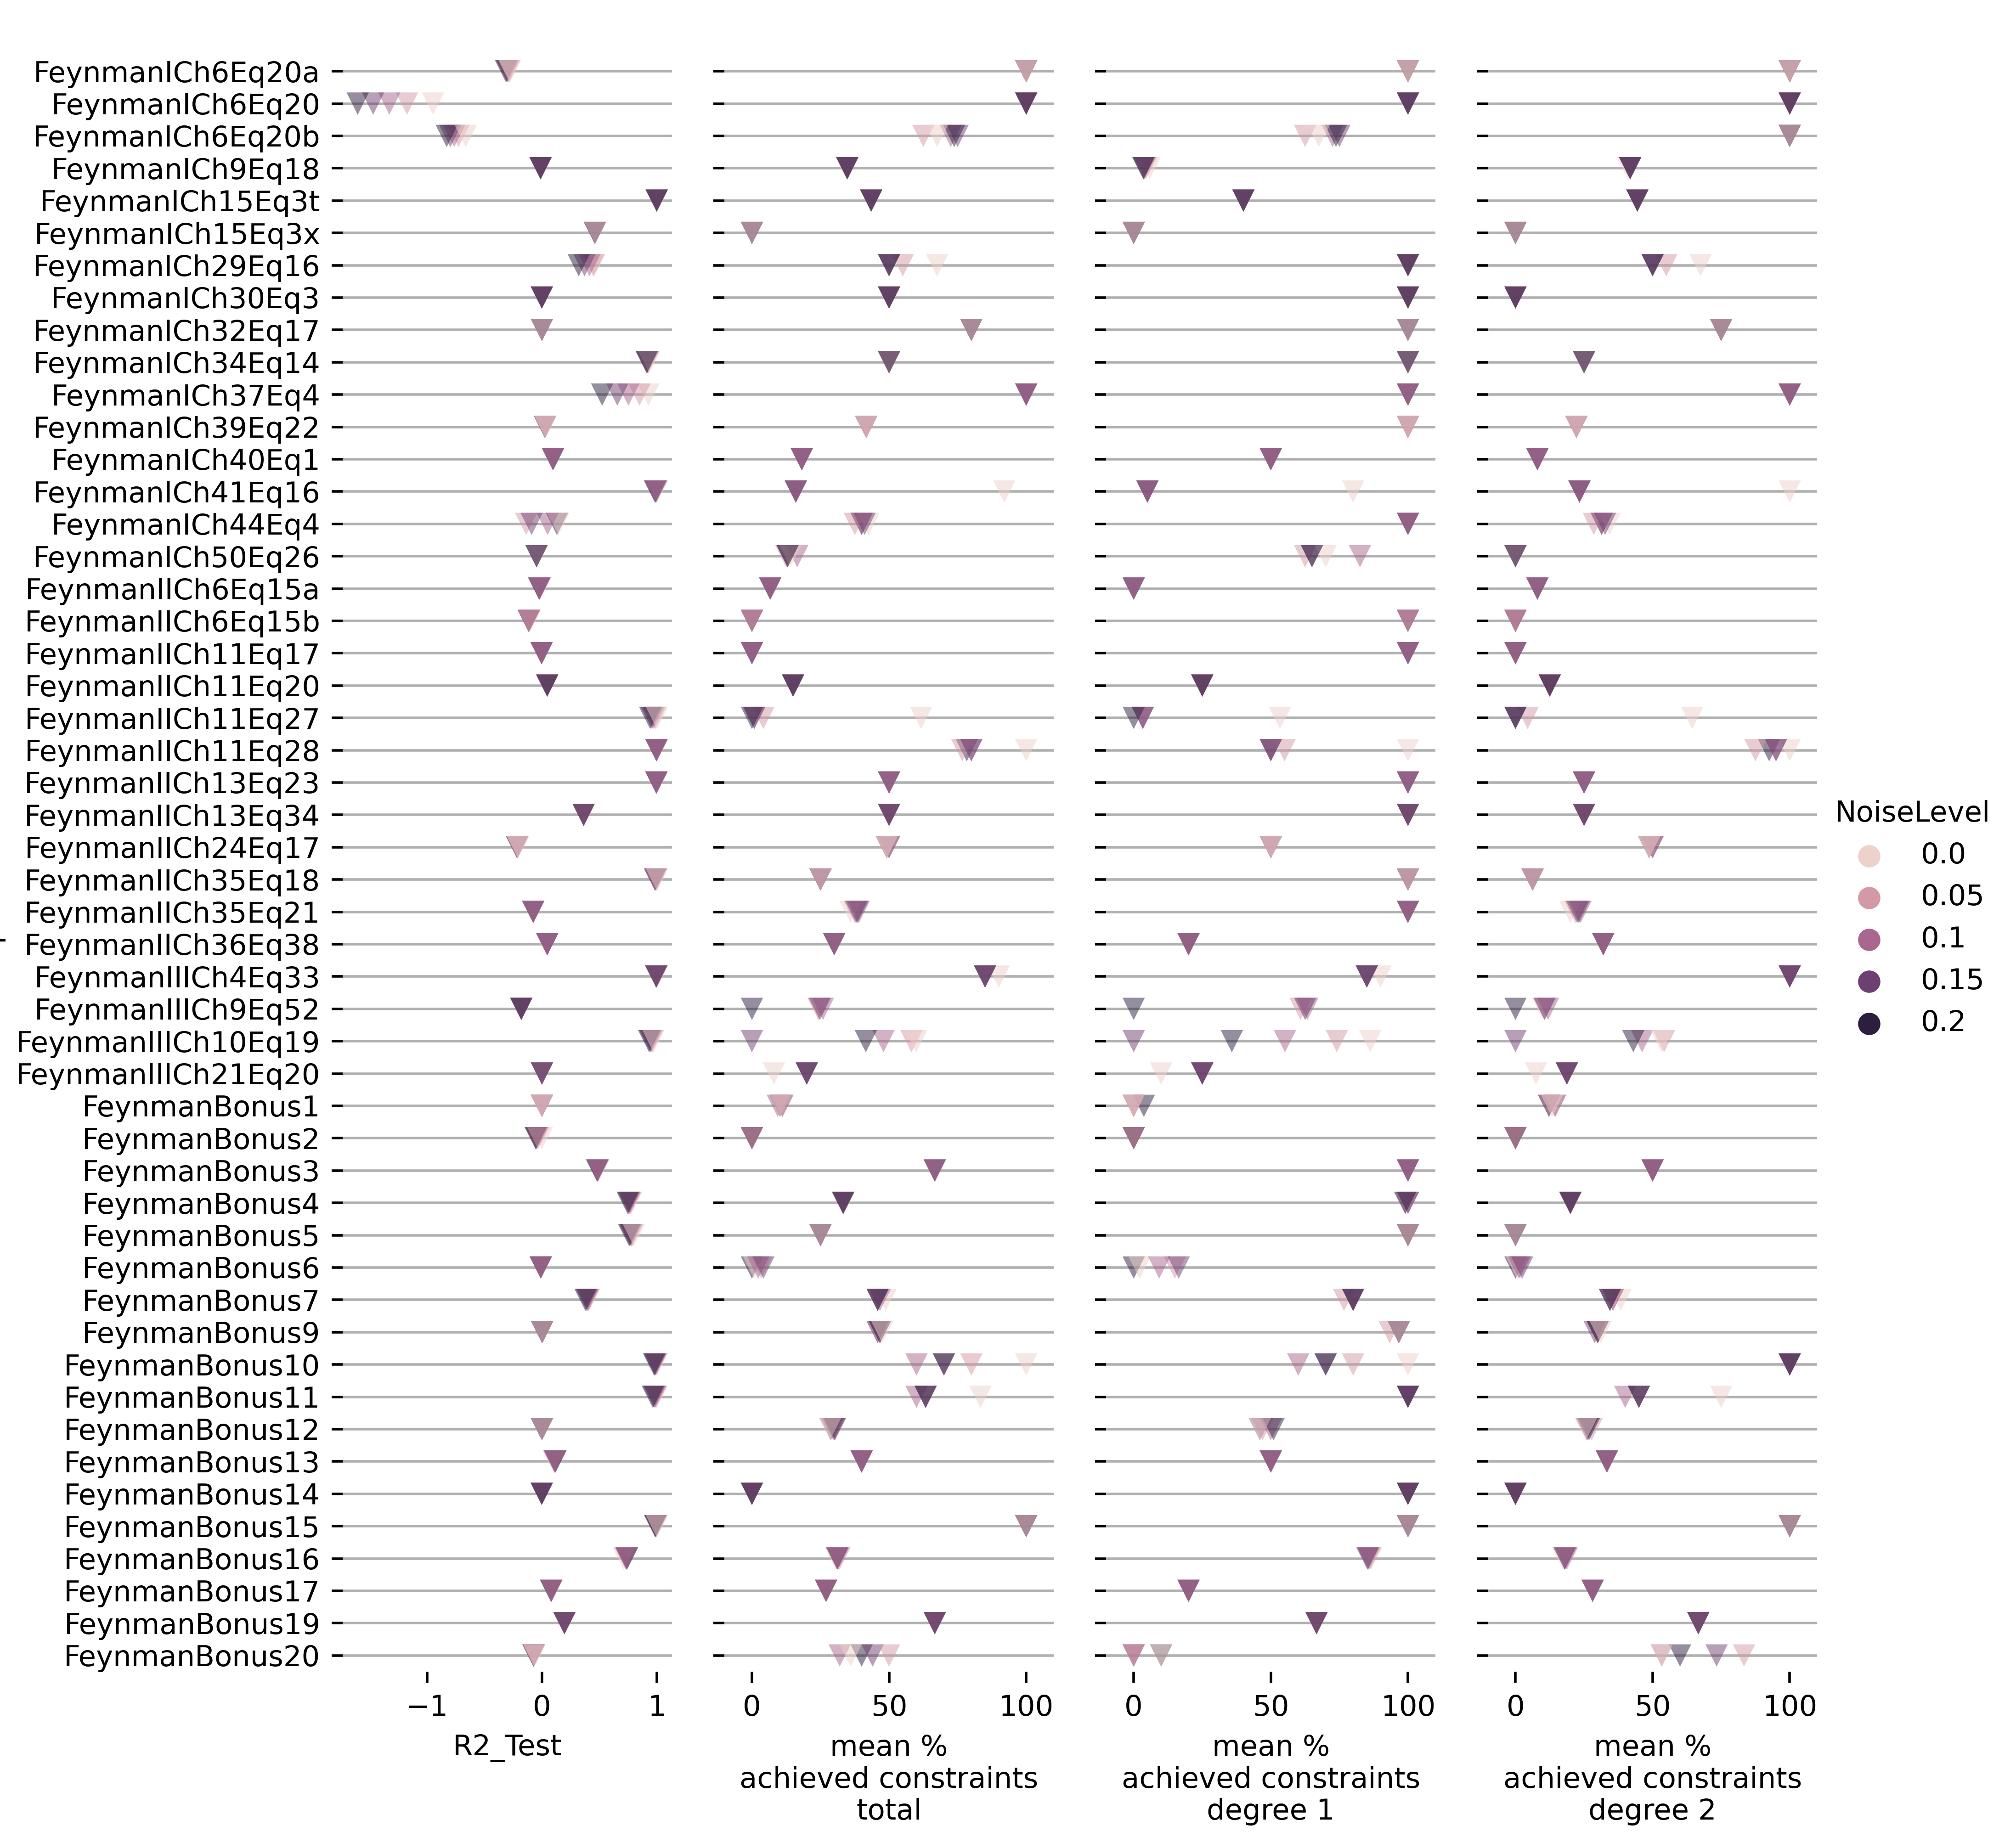 FeynmanICh6Eq20a
FeynmanICh6Eq20
FeynmanICh6Eq20b
FeynmanICh9Eq18
FeynmanICh15Eq3t
FeynmanICh15Eq3x
FeynmanICh29Eq16
FeynmanICh30Eq3
FeynmanICh32Eq17
FeynmanICh34Eq14
FeynmanICh37Eq4
FeynmanICh39Eq22
FeynmanICh40Eq1
FeynmanICh41Eq16
FeynmanICh44Eq4
FeynmanICh50Eq26
FeynmanIICh6Eq15a
FeynmanIICh6Eq15b
FeynmanIICh11Eq17
FeynmanIICh11Eq20
FeynmanIICh11Eq27
FeynmanIICh11Eq28
FeynmanIICh13Eq23
FeynmanIICh13Eq34
FeynmanIICh24Eq17
FeynmanIICh35Eq18
FeynmanIICh35Eq21
FeynmanIICh36Eq38
FeynmanIIICh4Eq33
FeynmanIIICh9Eq52
FeynmanIIICh10Eq19
FeynmanIIICh21Eq20
FeynmanBonus1
FeynmanBonus2
FeynmanBonus3
FeynmanBonus4
FeynmanBonus5
FeynmanBonus6
FeynmanBonus7
FeynmanBonus9
FeynmanBonus10
FeynmanBonus11
FeynmanBonus12
FeynmanBonus13
FeynmanBonus14
FeynmanBonus15
FeynmanBonus16
FeynmanBonus17
FeynmanBonus19
FeynmanBonus20
−1 0 1
R2_Test
0 50 100
mean %
achieved constraints
total
0 50 100
mean %
achieved constraints
degree 1
0 50 100
mean %
achieved constraints
degree 2
NoiseLevel
0.0
0.05
0.1
0.15
0.2